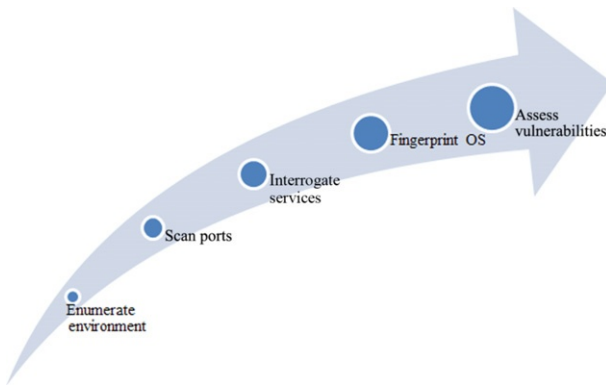 Assess
vulnerabilities
Fingerprint OS
Interrogate
services
Scan ports
Enumerate
environment